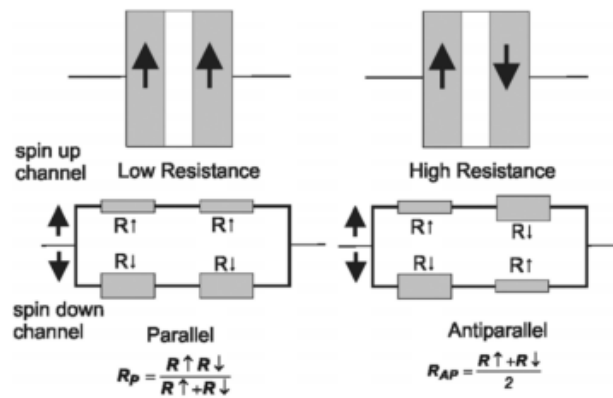 spin up
channel
Low Resistance
High Resistance
R↑ R↑
R↓ R↓
R↑ R↓
R↓ R↑
spin down
channel
Parallel
Antiparallel
R_P = R↑R↓ / R↑+R↓
R_AP = R↑+R↓ / 2